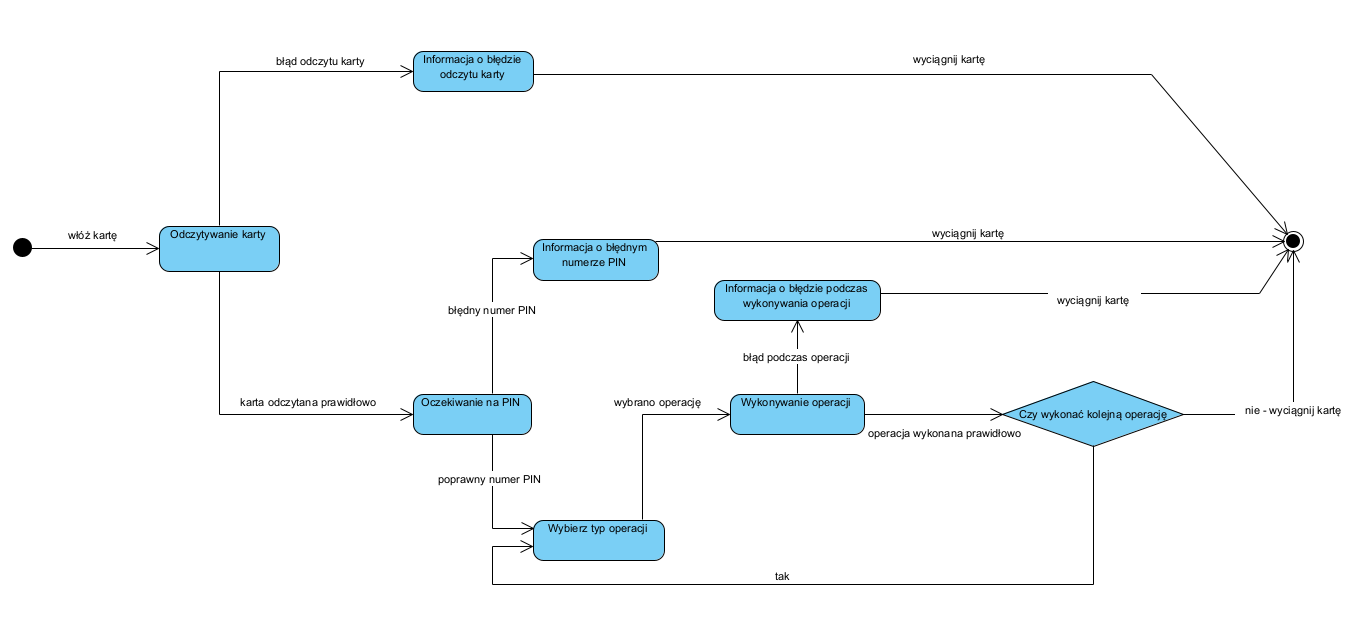 błąd odczytu karty
Informacja o błędzie
odczytu karty
wyciągnij kartę
włóż kartę
Odczytywanie karty
Informacja o błędnym
numerze PIN
wyciągnij kartę
błędny numer PIN
Informacja o błędzie podczas
wykonywania operacji
wyciągnij kartę
błąd podczas operacji
karta odczytana prawidłowo
Oczekiwanie na PIN
wybrano operację
Wykonywanie operacji
operacja wykonana prawidłowo
Czy wykonać kolejną operację
nie - wyciągnij kartę
poprawny numer PIN
Wybierz typ operacji
tak